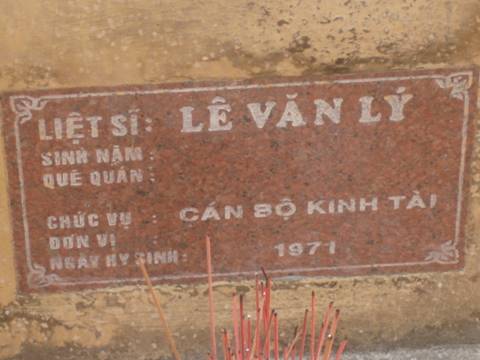 LIỆT SĨ: LÊ VĂN LÝ
SINH NĂM :
QUÊ QUÁN :
CHỨC VỤ : CÁN BỘ KINH TÀI
ĐƠN VỊ :
NGÀY HY SINH: 1971